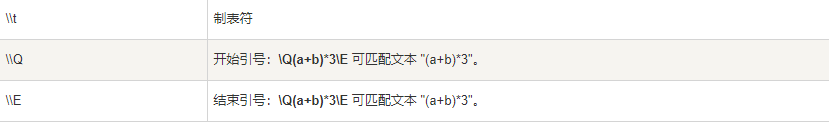 \\t 制表符
\\Q 开始引号：\Q(a+b)*3\E 可匹配文本 "(a+b)*3"。
\\E 结束引号：\Q(a+b)*3\E 可匹配文本 "(a+b)*3"。